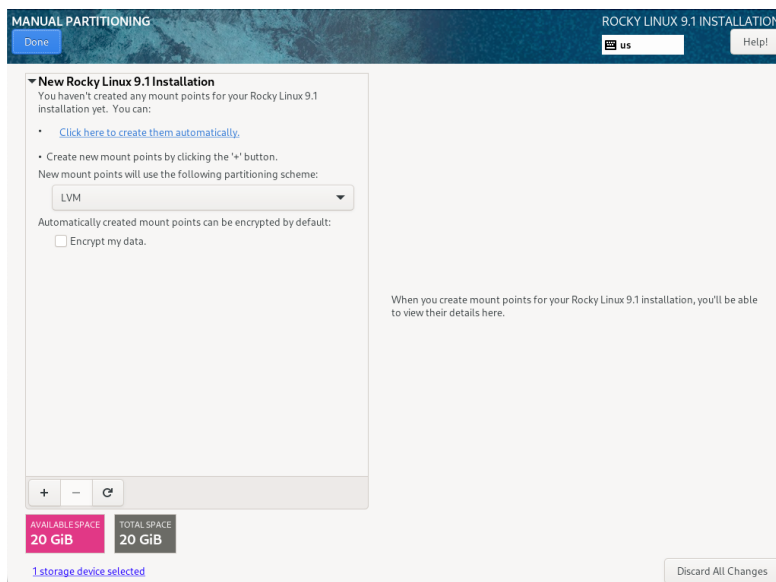 MANUAL PARTITIONING
ROCKY LINUX 9.1 INSTALLATION
Done
us
Help!
New Rocky Linux 9.1 Installation
You haven't created any mount points for your Rocky Linux 9.1
installation yet. You can:
• Click here to create them automatically.
• Create new mount points by clicking the '+' button.
New mount points will use the following partitioning scheme:
LVM
Automatically created mount points can be encrypted by default:
Encrypt my data.
When you create mount points for your Rocky Linux 9.1 installation, you'll be able
to view their details here.
+ −
AVAILABLE SPACE
20 GiB
TOTAL SPACE
20 GiB
1 storage device selected
Discard All Changes